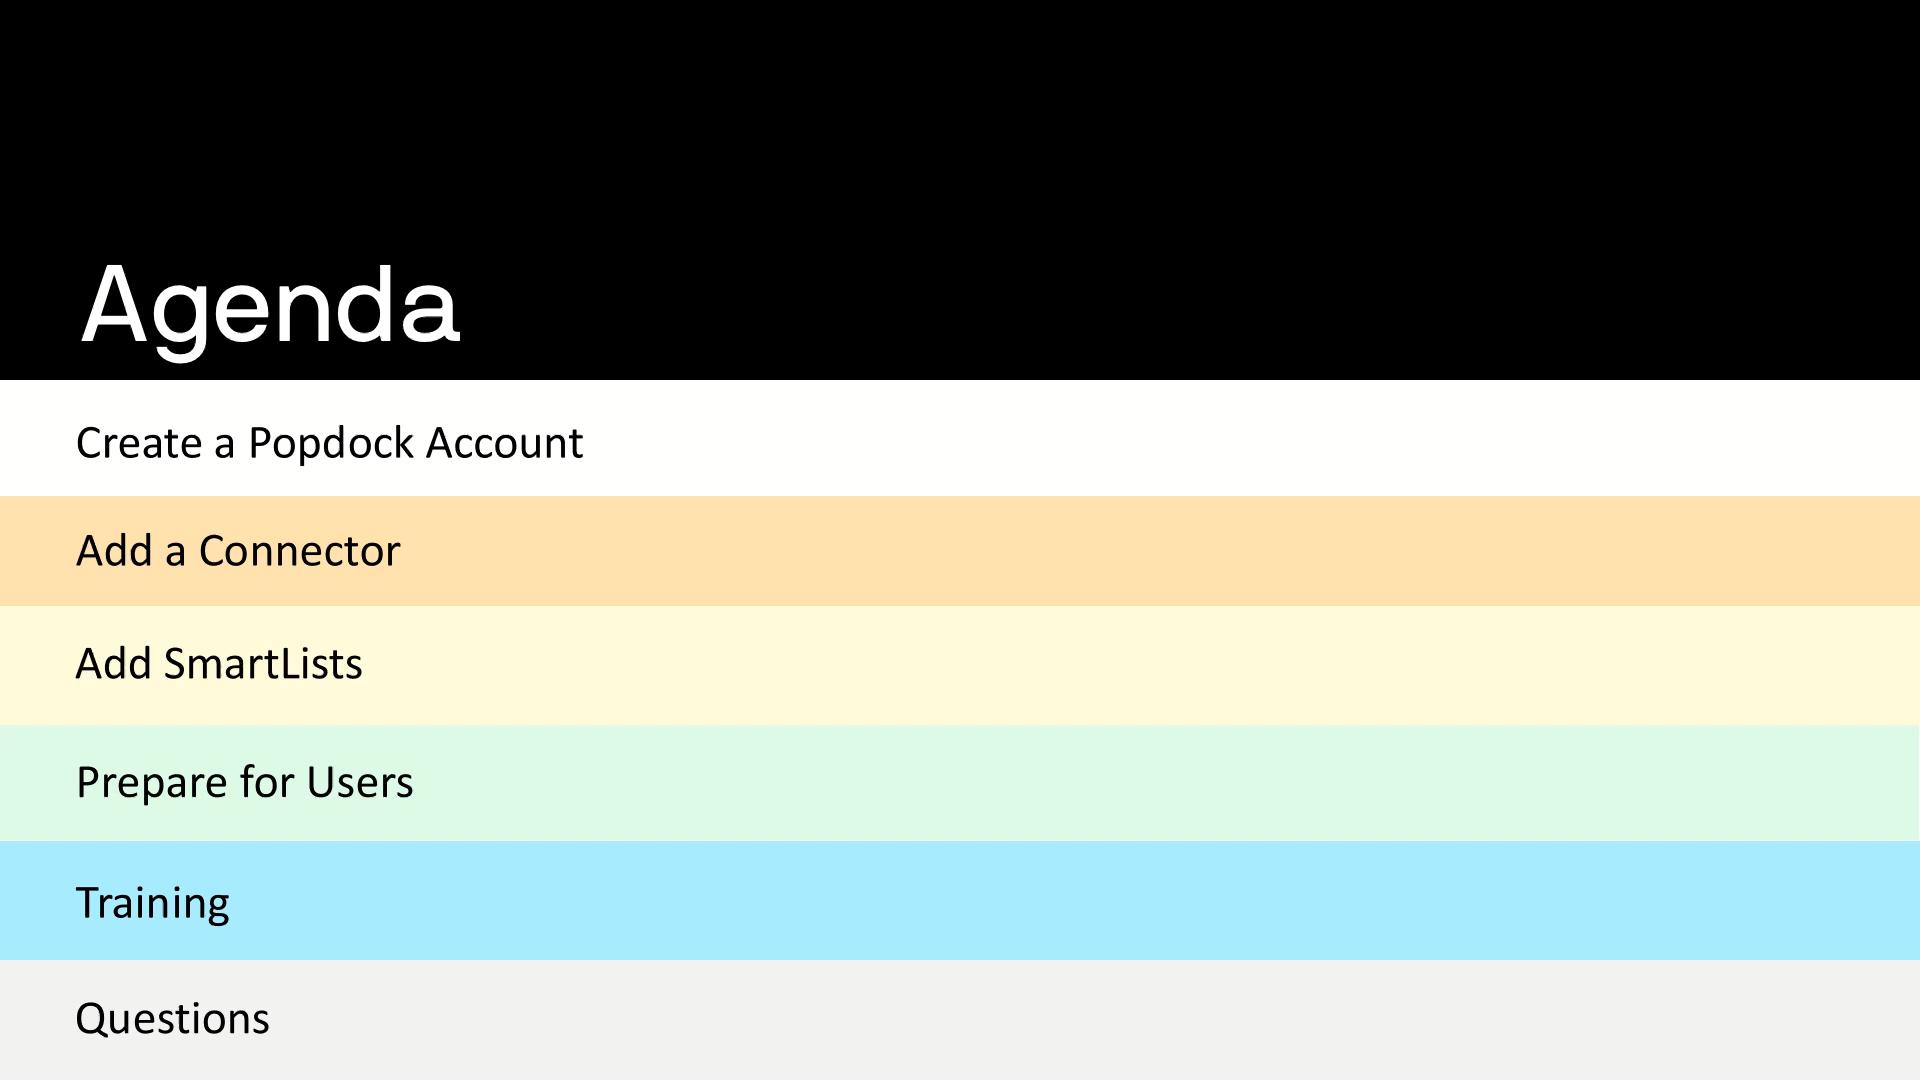 Agenda
Create a Popdock Account
Add a Connector
Add SmartLists
Prepare for Users
Training
Questions